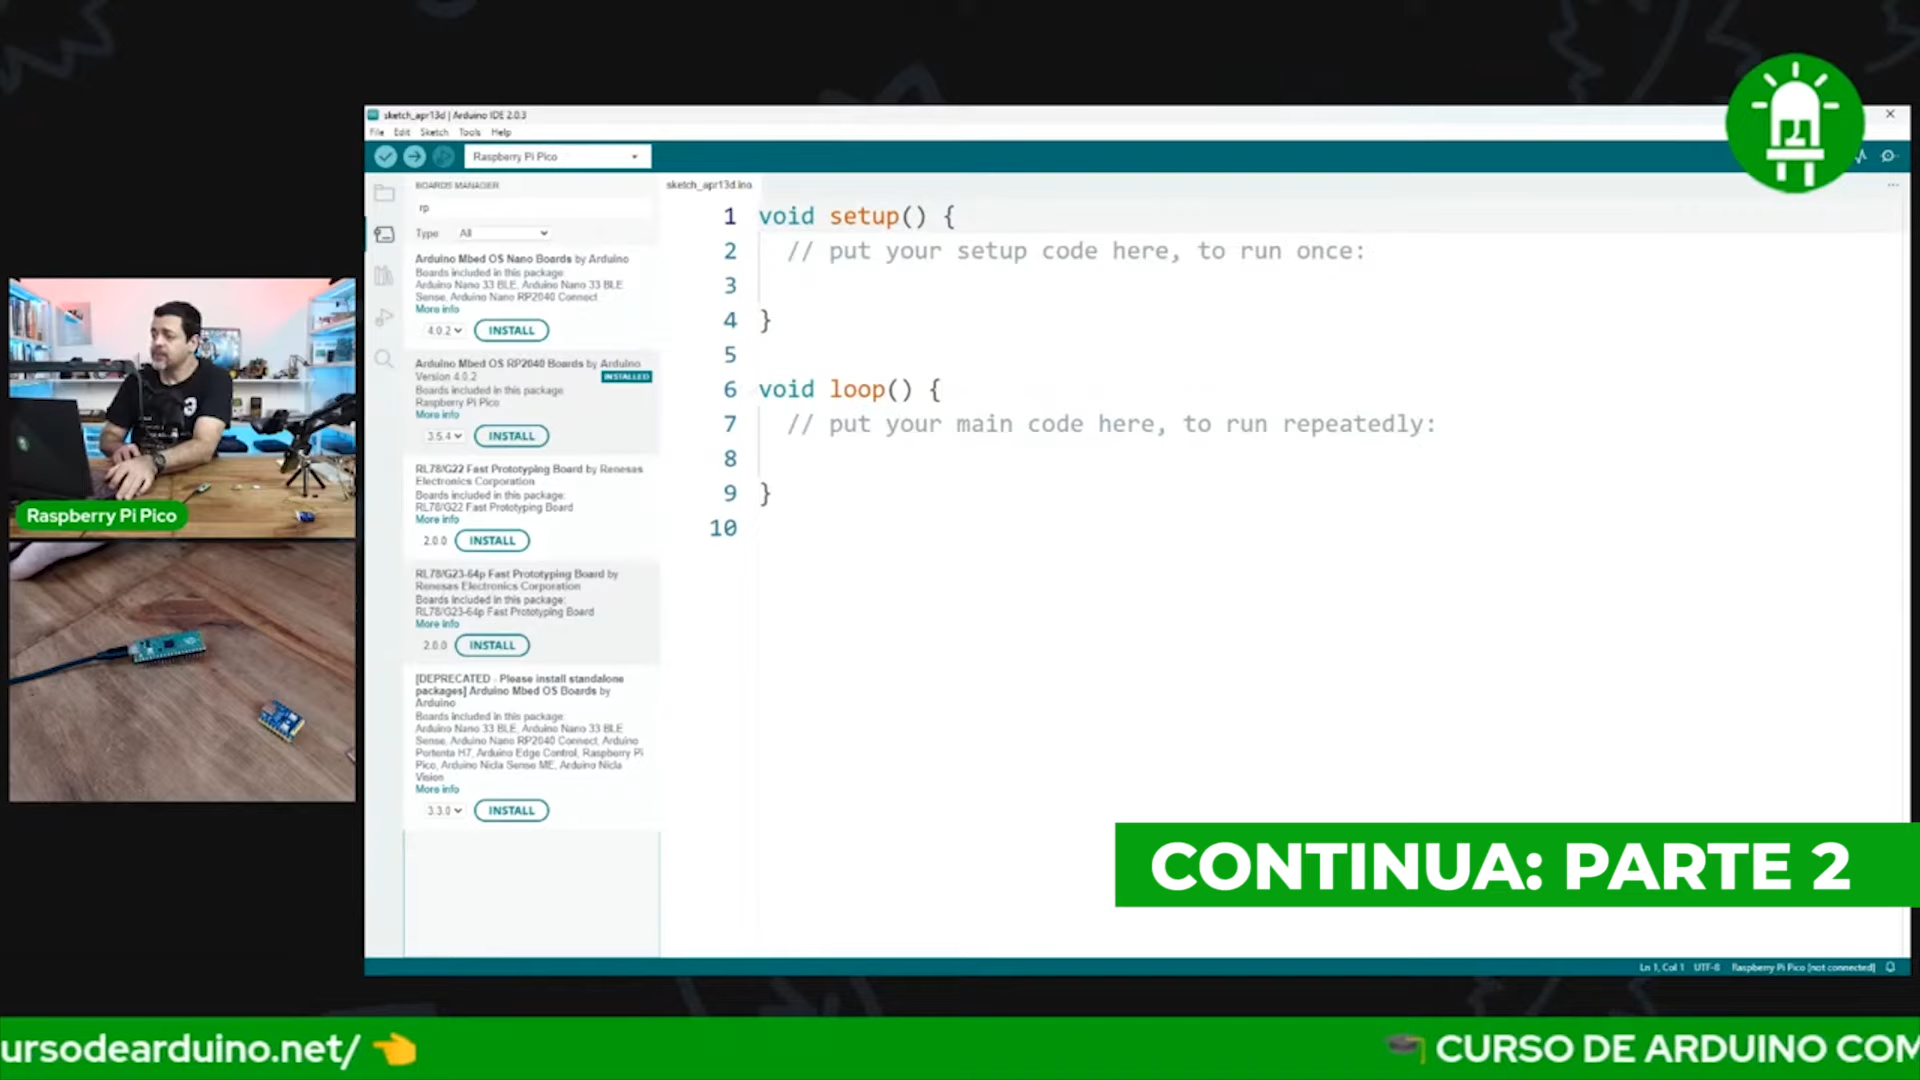 sketch_apr13d | Arduino IDE 2.0.3
File Edit Sketch Tools Help
Raspberry Pi Pico
BOARDS MANAGER
rp
Type All
Arduino Mbed OS Nano Boards by Arduino
Boards included in this package:
Arduino Nano 33 BLE, Arduino Nano 33 BLE
Sense, Arduino Nano RP2040 Connect
More info
4.0.2 INSTALL
Arduino Mbed OS RP2040 Boards by Arduino
Version 4.0.2 INSTALLED
Boards included in this package:
Raspberry Pi Pico
More info
3.5.4 INSTALL
RL78/G22 Fast Prototyping Board by Renesas
Electronics Corporation
Boards included in this package:
RL78/G22 Fast Prototyping Board
More info
2.0.0 INSTALL
RL78/G23-64p Fast Prototyping Board by
Renesas Electronics Corporation
Boards included in this package:
RL78/G23-64p Fast Prototyping Board
More info
2.0.0 INSTALL
[DEPRECATED - Please install standalone
packages] Arduino Mbed OS Boards by
Arduino
Boards included in this package:
Arduino Nano 33 BLE, Arduino Nano 33 BLE
Sense, Arduino Nano RP2040 Connect, Arduino
Portenta H7, Arduino Edge Control, Raspberry Pi
Pico, Arduino Nicla Sense ME, Arduino Nicla
Vision
More info
3.3.0 INSTALL
sketch_apr13d.ino
1 void setup() {
2 // put your setup code here, to run once:
3
4 }
5
6 void loop() {
7 // put your main code here, to run repeatedly:
8
9 }
10
Raspberry Pi Pico
CONTINUA: PARTE 2
Ln 1, Col 1 UTF-8 Raspberry Pi Pico [not connected]
ursodearduino.net/ 👈
🎓 CURSO DE ARDUINO COM